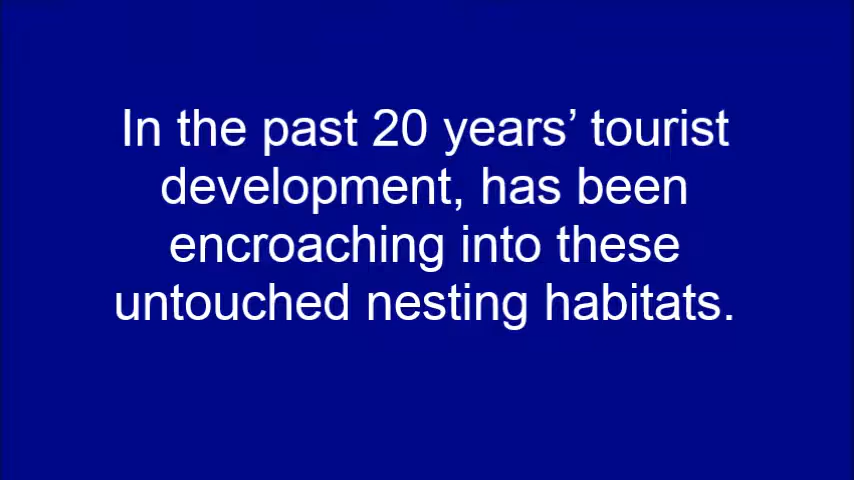 In the past 20 years’ tourist
development, has been
encroaching into these
untouched nesting habitats.